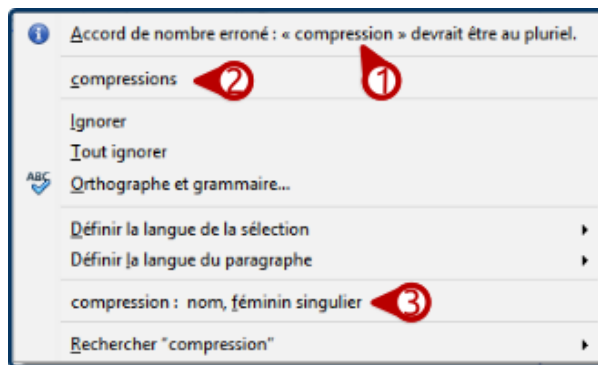 Accord de nombre erroné : « compression » devrait être au pluriel.
1
compressions 2
Ignorer
Tout ignorer
ABC Orthographe et grammaire...
Définir la langue de la sélection
Définir la langue du paragraphe
compression : nom, féminin singulier 3
Rechercher "compression"